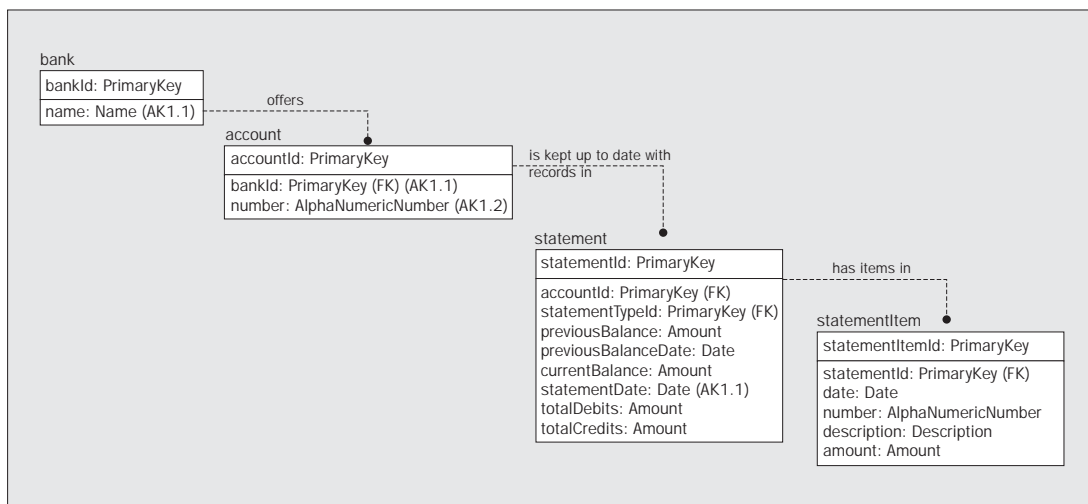 bank
bankId: PrimaryKey
name: Name (AK1.1)
offers
account
accountId: PrimaryKey
bankId: PrimaryKey (FK) (AK1.1)
number: AlphaNumericNumber (AK1.2)
is kept up to date with
records in
statement
statementId: PrimaryKey
accountId: PrimaryKey (FK)
statementTypeId: PrimaryKey (FK)
previousBalance: Amount
previousBalanceDate: Date
currentBalance: Amount
statementDate: Date (AK1.1)
totalDebits: Amount
totalCredits: Amount
has items in
statementItem
statementItemId: PrimaryKey
statementId: PrimaryKey (FK)
date: Date
number: AlphaNumericNumber
description: Description
amount: Amount